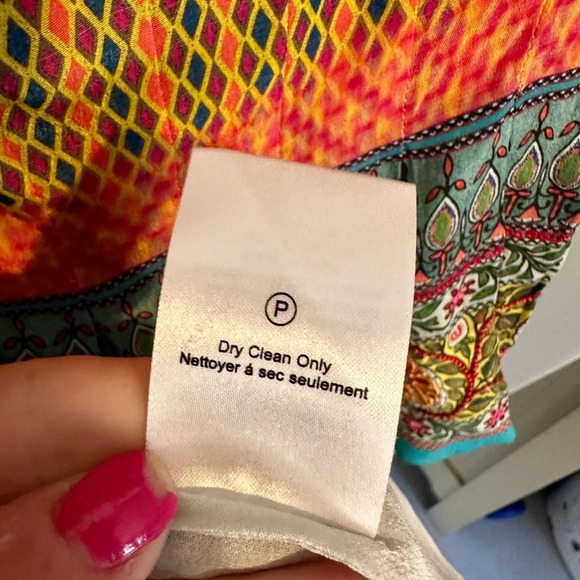 P
Dry Clean Only
Nettoyer á sec seulement